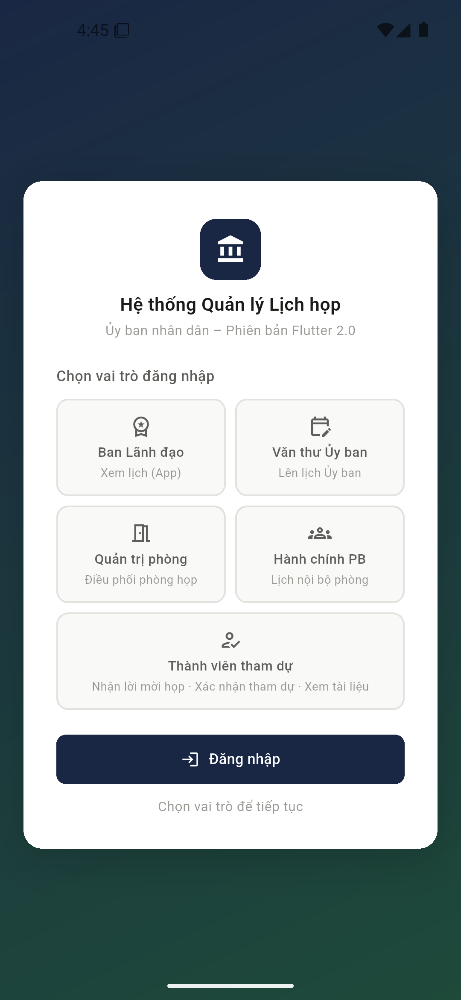 4:45
Hệ thống Quản lý Lịch họp
Ủy ban nhân dân – Phiên bản Flutter 2.0
Chọn vai trò đăng nhập
Ban Lãnh đạo
Xem lịch (App)
Văn thư Ủy ban
Lên lịch Ủy ban
Quản trị phòng
Điều phối phòng họp
Hành chính PB
Lịch nội bộ phòng
Thành viên tham dự
Nhận lời mời họp · Xác nhận tham dự · Xem tài liệu
Đăng nhập
Chọn vai trò để tiếp tục